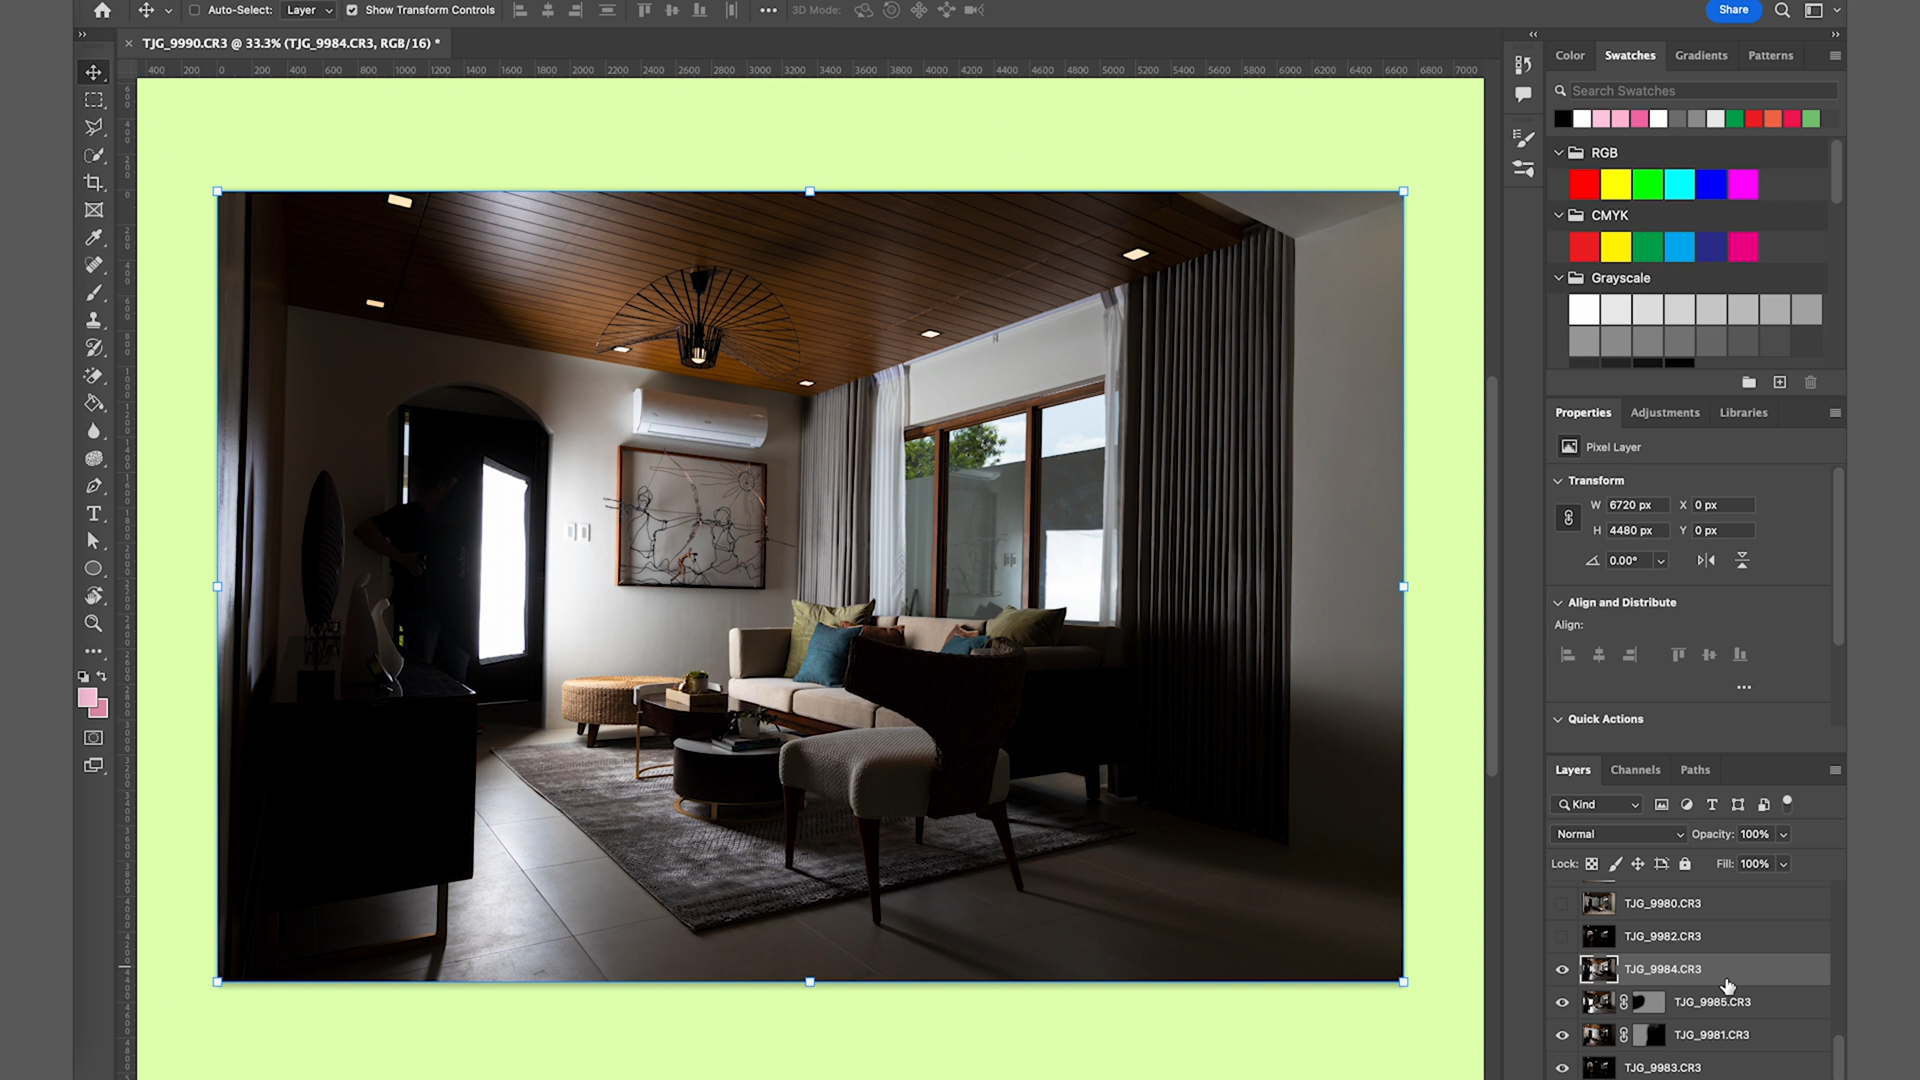 Auto-Select: Layer Show Transform Controls 3D Mode: Share
TJG_9990.CR3 @ 33.3% (TJG_9984.CR3, RGB/16) *
400 200 0 200 400 600 800 1000 1200 1400 1600 1800 2000 2200 2400 2600 2800 3000 3200 3400 3600 3800 4000 4200 4400 4600 4800 5000 5200 5400 5600 5800 6000 6200 6400 6600 6800 7000
Color Swatches Gradients Patterns
Search Swatches
RGB
CMYK
Grayscale
Properties Adjustments Libraries
Pixel Layer
Transform
W 6720 px X 0 px
H 4480 px Y 0 px
0.00°
Align and Distribute
Align:
Quick Actions
Layers Channels Paths
Kind
Normal Opacity: 100%
Lock: Fill: 100%
TJG_9980.CR3
TJG_9982.CR3
TJG_9984.CR3
TJG_9985.CR3
TJG_9981.CR3
TJG_9983.CR3